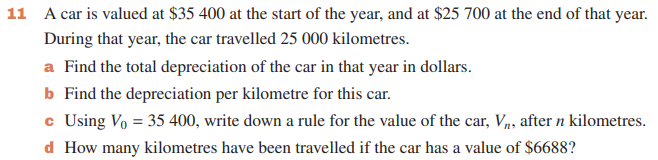 11 A car is valued at $35 400 at the start of the year, and at $25 700 at the end of that year.
During that year, the car travelled 25 000 kilometres.
a Find the total depreciation of the car in that year in dollars.
b Find the depreciation per kilometre for this car.
c Using V₀ = 35 400, write down a rule for the value of the car, Vₙ, after n kilometres.
d How many kilometres have been travelled if the car has a value of $6688?